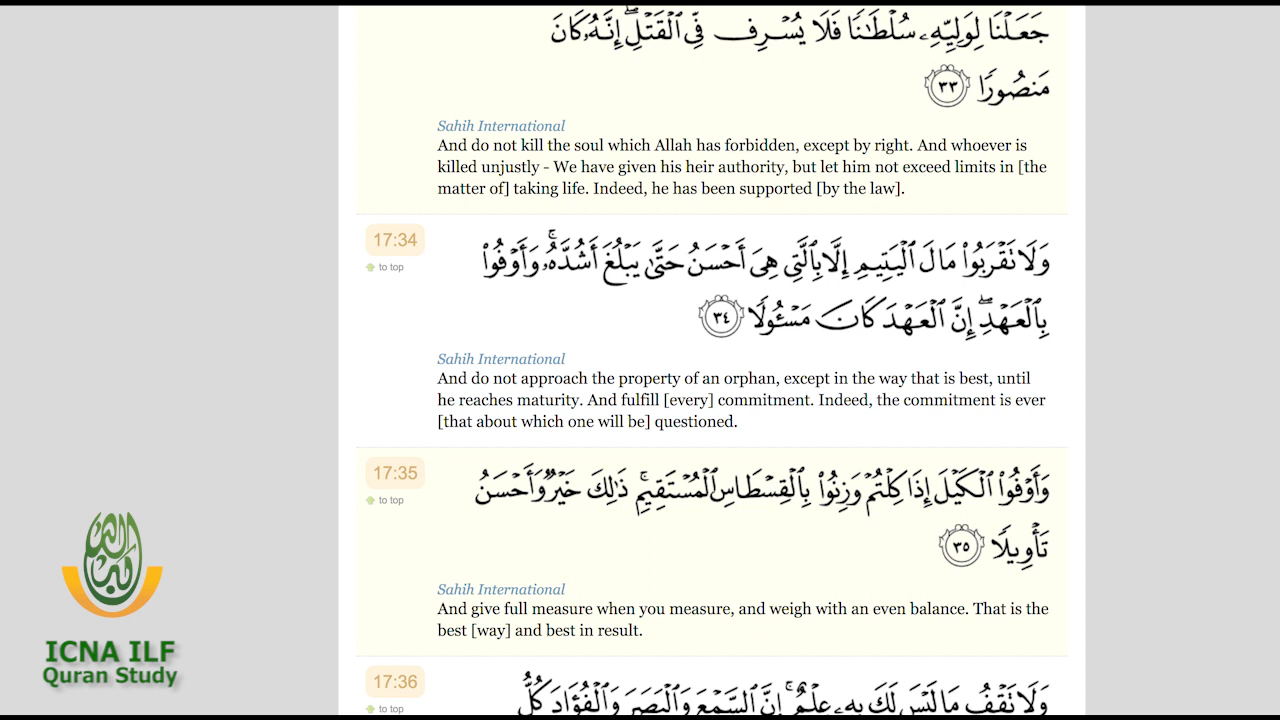 جَعَلْنَا لِوَلِيِّهِۦ سُلْطَٰنًا فَلَا يُسْرِف فِّى ٱلْقَتْلِ ۖ إِنَّهُۥ كَانَ
مَنصُورًا ٣٣
Sahih International
And do not kill the soul which Allah has forbidden, except by right. And whoever is
killed unjustly - We have given his heir authority, but let him not exceed limits in [the
matter of] taking life. Indeed, he has been supported [by the law].
17:34
to top
وَلَا تَقْرَبُوا۟ مَالَ ٱلْيَتِيمِ إِلَّا بِٱلَّتِى هِىَ أَحْسَنُ حَتَّىٰ يَبْلُغَ أَشُدَّهُۥ ۚ وَأَوْفُوا۟
بِٱلْعَهْدِ ۖ إِنَّ ٱلْعَهْدَ كَانَ مَسْـُٔولًا ٣٤
Sahih International
And do not approach the property of an orphan, except in the way that is best, until
he reaches maturity. And fulfill [every] commitment. Indeed, the commitment is ever
[that about which one will be] questioned.
17:35
to top
وَأَوْفُوا۟ ٱلْكَيْلَ إِذَا كِلْتُمْ وَزِنُوا۟ بِٱلْقِسْطَاسِ ٱلْمُسْتَقِيمِ ۚ ذَٰلِكَ خَيْرٌ وَأَحْسَنُ
تَأْوِيلًا ٣٥
Sahih International
And give full measure when you measure, and weigh with an even balance. That is the
best [way] and best in result.
17:36
to top
وَلَا تَقْفُ مَا لَيْسَ لَكَ بِهِۦ عِلْمٌ ۚ إِنَّ ٱلسَّمْعَ وَٱلْبَصَرَ وَٱلْفُؤَادَ كُلُّ
ICNA ILF
Quran Study